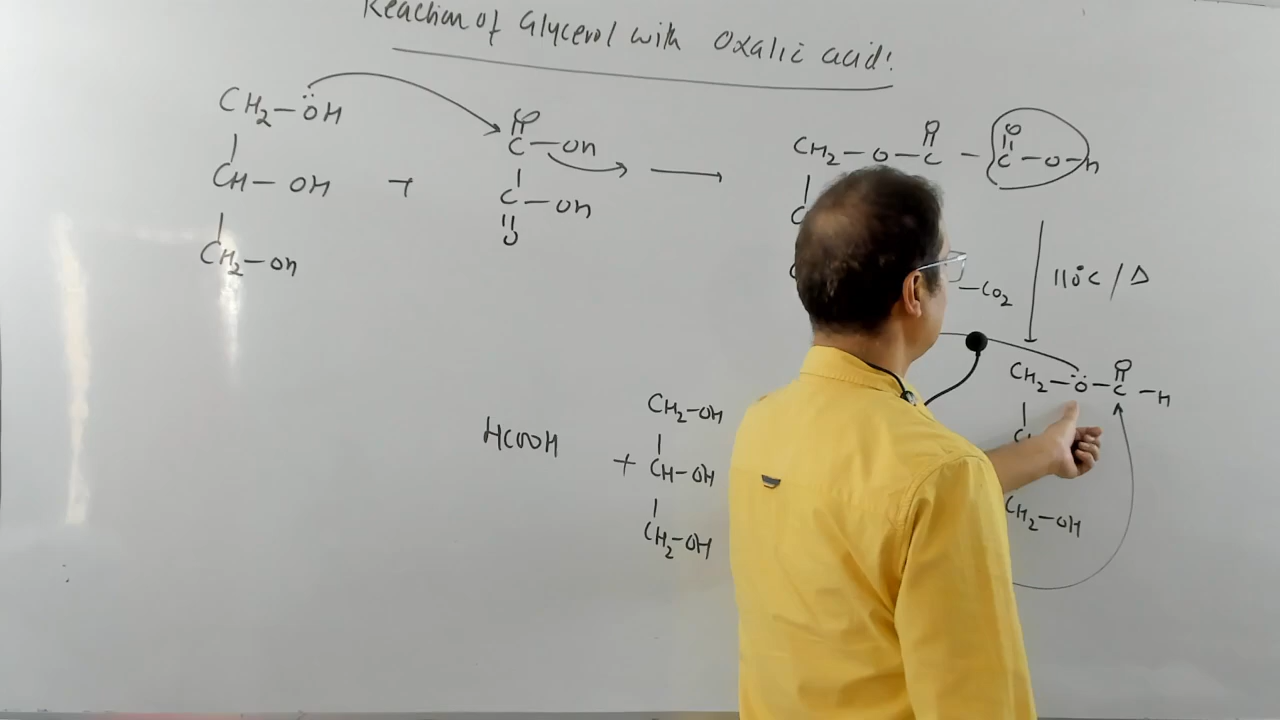 Reaction of Glycerol with Oxalic acid!
CH2-ÖH
CH-OH
CH2-OH
+
O
C-OH
C-OH
O
CH2-O-C-C-O-H
O
O
-CO2
110°C/Δ
CH2-Ö-C-H
O
CH2-OH
HCOOH
+
CH2-OH
CH-OH
CH2-OH